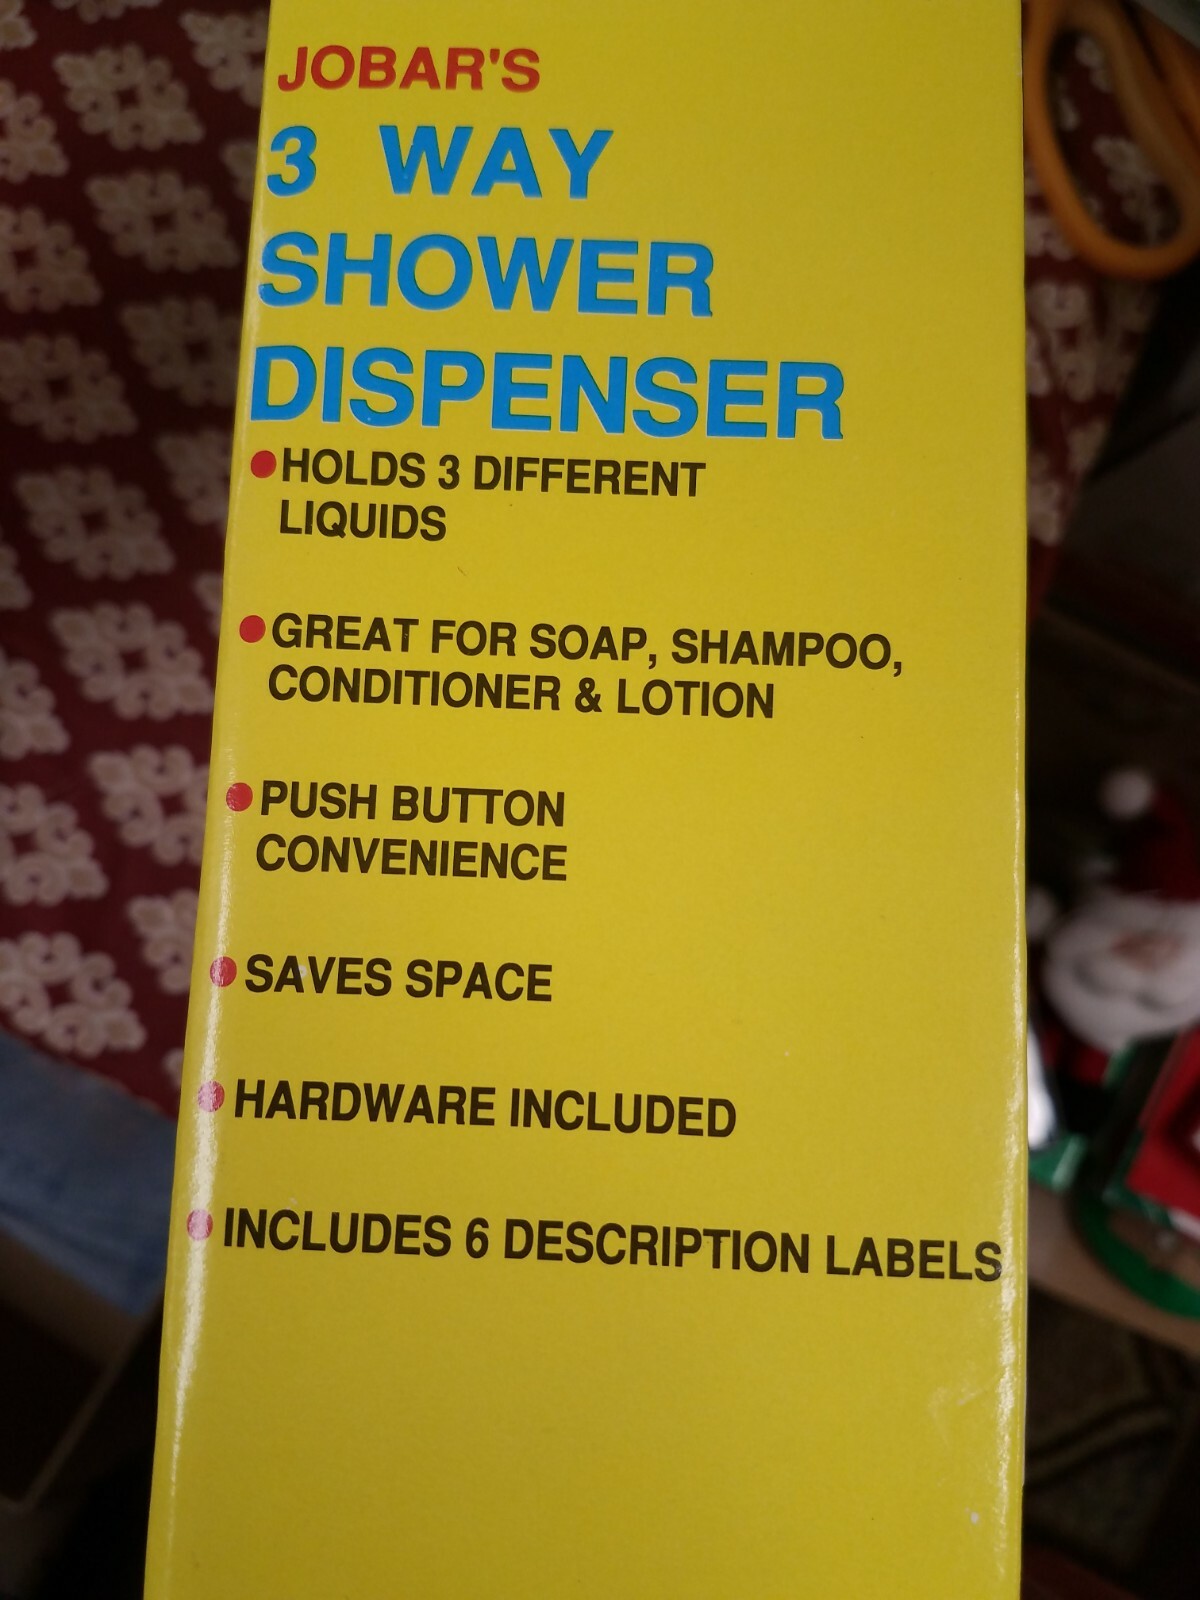 JOBAR'S
3 WAY
SHOWER
DISPENSER
•HOLDS 3 DIFFERENT
LIQUIDS
•GREAT FOR SOAP, SHAMPOO,
CONDITIONER & LOTION
•PUSH BUTTON
CONVENIENCE
•SAVES SPACE
•HARDWARE INCLUDED
•INCLUDES 6 DESCRIPTION LABELS